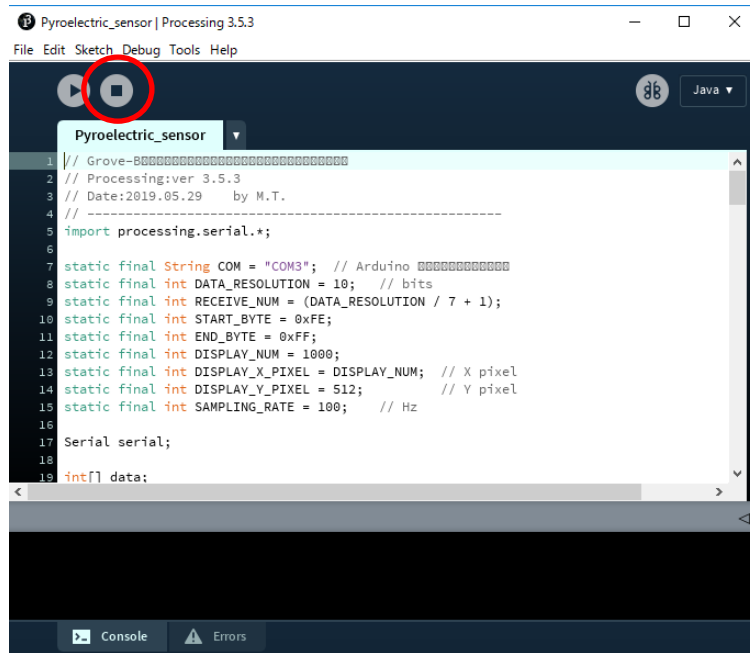 Pyroelectric_sensor | Processing 3.5.3
File Edit Sketch Debug Tools Help
Java ▼
Pyroelectric_sensor ▼
1 // Grove-B
2 // Processing:ver 3.5.3
3 // Date:2019.05.29    by M.T.
4 // -----------------------------------------------------
5 import processing.serial.*;
6
7 static final String COM = "COM3";  // Arduino
8 static final int DATA_RESOLUTION = 10;   // bits
9 static final int RECEIVE_NUM = (DATA_RESOLUTION / 7 + 1);
10 static final int START_BYTE = 0xFE;
11 static final int END_BYTE = 0xFF;
12 static final int DISPLAY_NUM = 1000;
13 static final int DISPLAY_X_PIXEL = DISPLAY_NUM;  // X pixel
14 static final int DISPLAY_Y_PIXEL = 512;          // Y pixel
15 static final int SAMPLING_RATE = 100;    // Hz
16
17 Serial serial;
18
19 int[] data;
Console Errors